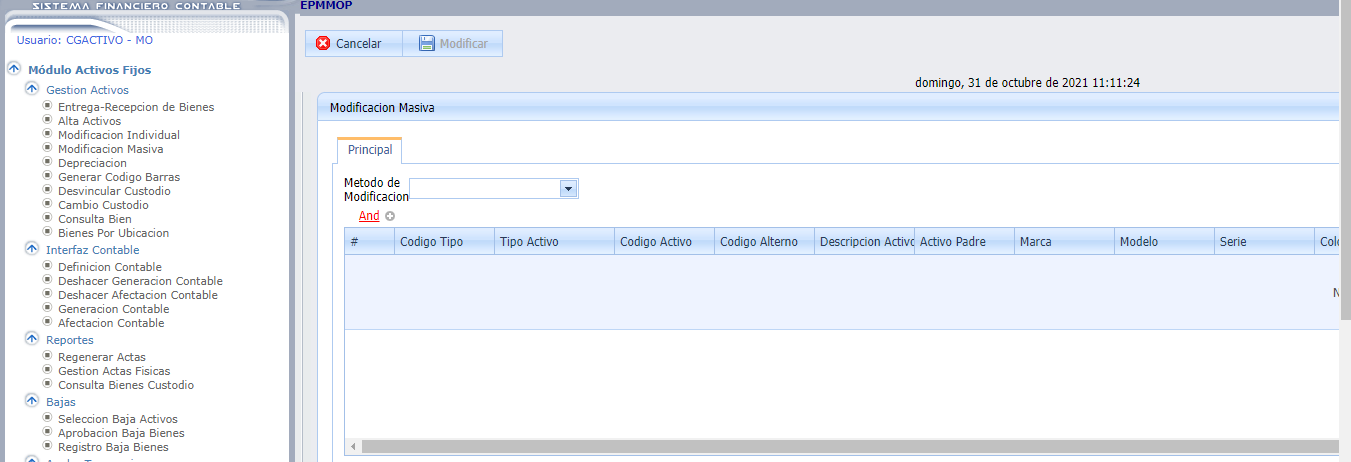 SISTEMA FINANCIERO CONTABLE
EPMMOP
Usuario: CGACTIVO - MO
Cancelar
Modificar
Módulo Activos Fijos
Gestion Activos
Entrega-Recepcion de Bienes
Alta Activos
Modificacion Individual
Modificacion Masiva
Depreciacion
Generar Codigo Barras
Desvincular Custodio
Cambio Custodio
Consulta Bien
Bienes Por Ubicacion
Interfaz Contable
Definicion Contable
Deshacer Generacion Contable
Deshacer Afectacion Contable
Generacion Contable
Afectacion Contable
Reportes
Regenerar Actas
Gestion Actas Fisicas
Consulta Bienes Custodio
Bajas
Seleccion Baja Activos
Aprobacion Baja Bienes
Registro Baja Bienes
domingo, 31 de octubre de 2021 11:11:24
Modificacion Masiva
Principal
Metodo de
Modificacion
And
# Codigo Tipo Tipo Activo Codigo Activo Codigo Alterno Descripcion Activo Activo Padre Marca Modelo Serie